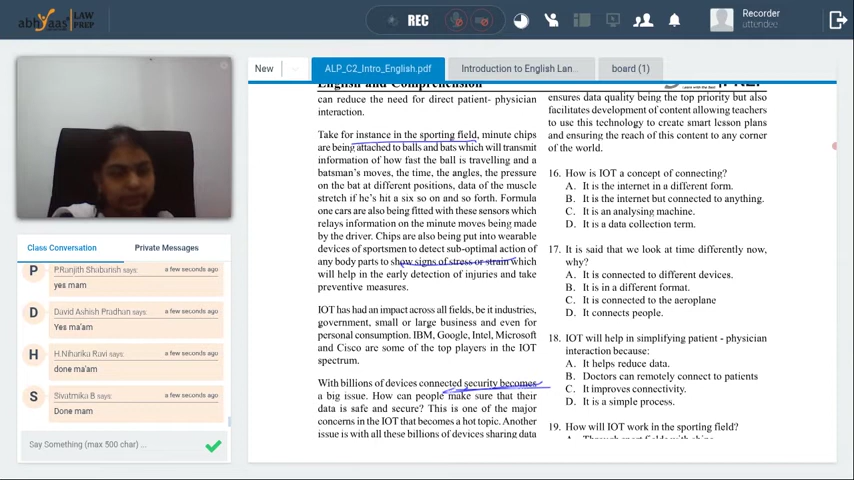 abhyaas LAW PREP
REC
Recorder
attendee
New
ALP_C2_Intro_English.pdf
Introduction to English Lan...
board (1)
English and Comprehension
can reduce the need for direct patient- physician
interaction.
Take for instance in the sporting field, minute chips
are being attached to balls and bats which will transmit
information of how fast the ball is travelling and a
batsman's moves, the time, the angles, the pressure
on the bat at different positions, data of the muscle
stretch if he's hit a six so on and so forth. Formula
one cars are also being fitted with these sensors which
relays information on the minute moves being made
by the driver. Chips are also being put into wearable
devices of sportsmen to detect sub-optimal action of
any body parts to show signs of stress or strain which
will help in the early detection of injuries and take
preventive measures.
IOT has had an impact across all fields, be it industries,
government, small or large business and even for
personal consumption. IBM, Google, Intel, Microsoft
and Cisco are some of the top players in the IOT
spectrum.
With billions of devices connected security becomes
a big issue. How can people make sure that their
data is safe and secure? This is one of the major
concerns in the IOT that becomes a hot topic. Another
issue is with all these billions of devices sharing data
ensures data quality being the top priority but also
facilitates development of content allowing teachers
to use this technology to create smart lesson plans
and ensuring the reach of this content to any corner
of the world.
16. How is IOT a concept of connecting?
A. It is the internet in a different form.
B. It is the internet but connected to anything.
C. It is an analysing machine.
D. It is a data collection term.
17. It is said that we look at time differently now,
why?
A. It is connected to different devices.
B. It is in a different format.
C. It is connected to the aeroplane
D. It connects people.
18. IOT will help in simplifying patient - physician
interaction because:
A. It helps reduce data.
B. Doctors can remotely connect to patients
C. It improves connectivity.
D. It is a simple process.
19. How will IOT work in the sporting field?
A. Through sport fields with chips
Class Conversation
Private Messages
P
P.Ranjith Shabarish says: a few seconds ago
yes mam
D
David Ashish Pradhan says: a few seconds ago
Yes ma'am
H
H.Niharika Ravi says: a few seconds ago
done ma'am
S
Sivatmika B says: a few seconds ago
Done mam
Say Something (max 500 char) ...